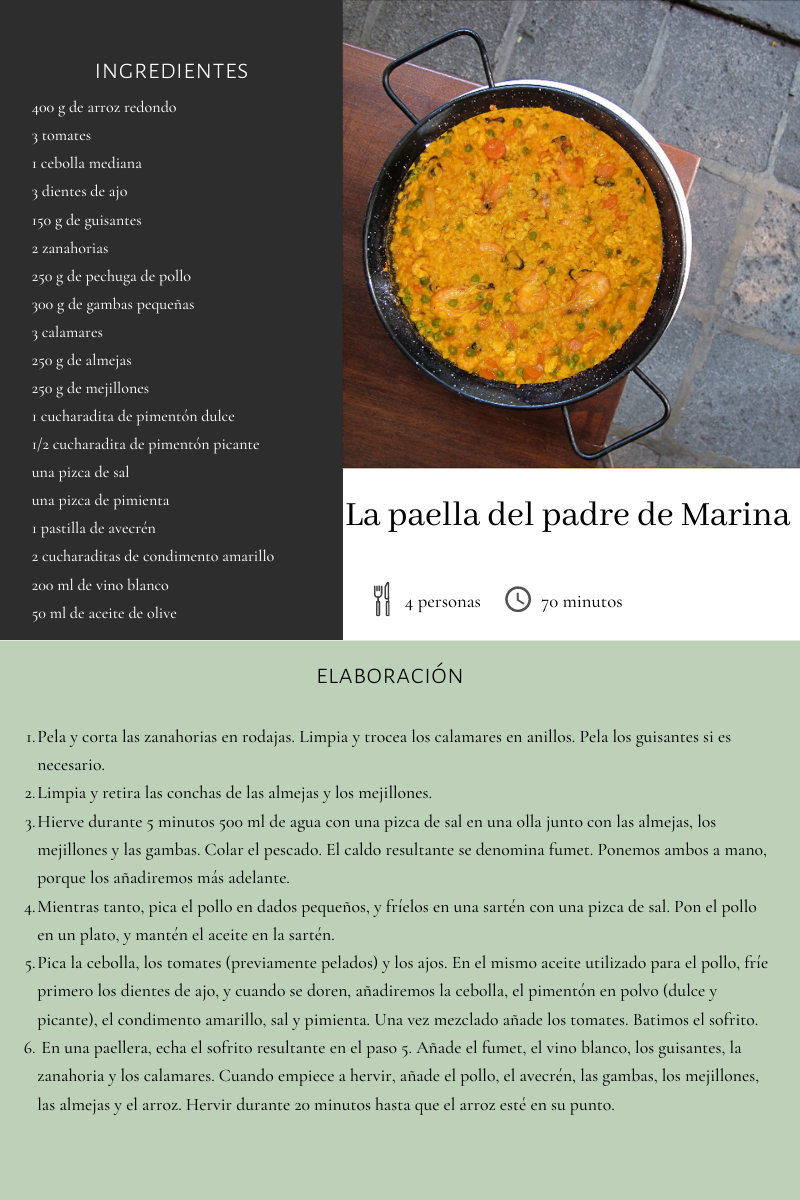 INGREDIENTES
400 g de arroz redondo
3 tomates
1 cebolla mediana
3 dientes de ajo
150 g de guisantes
2 zanahorias
250 g de pechuga de pollo
300 g de gambas pequeñas
3 calamares
250 g de almejas
250 g de mejillones
1 cucharadita de pimentón dulce
1/2 cucharadita de pimentón picante
una pizca de sal
una pizca de pimienta
1 pastilla de avecrén
2 cucharaditas de condimento amarillo
200 ml de vino blanco
50 ml de aceite de olive
La paella del padre de Marina
4 personas
70 minutos
ELABORACIÓN
1. Pela y corta las zanahorias en rodajas. Limpia y trocea los calamares en anillos. Pela los guisantes si es
necesario.
2. Limpia y retira las conchas de las almejas y los mejillones.
3. Hierve durante 5 minutos 500 ml de agua con una pizca de sal en una olla junto con las almejas, los
mejillones y las gambas. Colar el pescado. El caldo resultante se denomina fumet. Ponemos ambos a mano,
porque los añadiremos más adelante.
4. Mientras tanto, pica el pollo en dados pequeños, y fríelos en una sartén con una pizca de sal. Pon el pollo
en un plato, y mantén el aceite en la sartén.
5. Pica la cebolla, los tomates (previamente pelados) y los ajos. En el mismo aceite utilizado para el pollo, fríe
primero los dientes de ajo, y cuando se doren, añadiremos la cebolla, el pimentón en polvo (dulce y
picante), el condimento amarillo, sal y pimienta. Una vez mezclado añade los tomates. Batimos el sofrito.
6. En una paellera, echa el sofrito resultante en el paso 5. Añade el fumet, el vino blanco, los guisantes, la
zanahoria y los calamares. Cuando empiece a hervir, añade el pollo, el avecrén, las gambas, los mejillones,
las almejas y el arroz. Hervir durante 20 minutos hasta que el arroz esté en su punto.